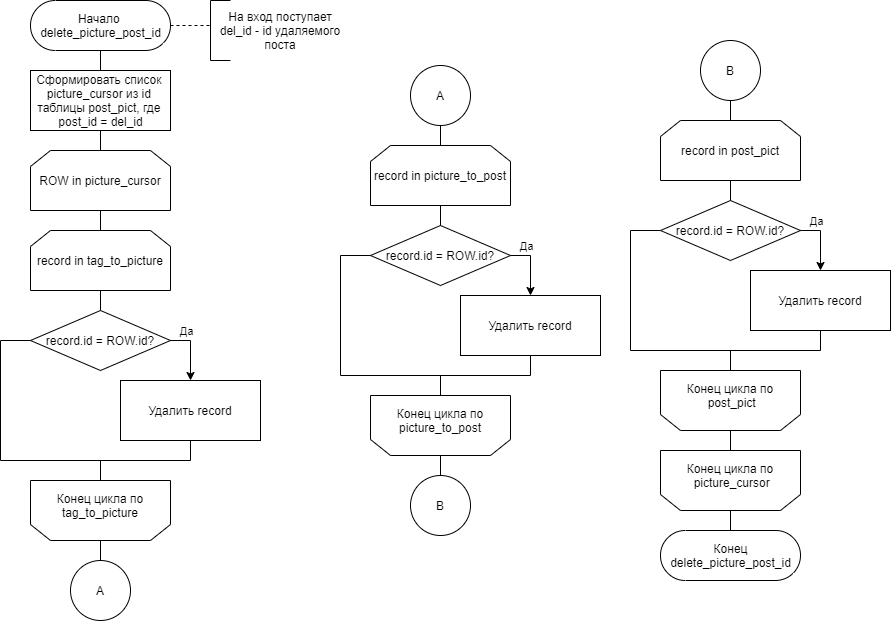 Начало
delete_picture_post_id
На вход поступает
del_id - id удаляемого
поста
Сформировать список
picture_cursor из id
таблицы post_pict, где
post_id = del_id
ROW in picture_cursor
record in tag_to_picture
record.id = ROW.id?
Да
Удалить record
Конец цикла по
tag_to_picture
A
A
record in picture_to_post
record.id = ROW.id?
Да
Удалить record
Конец цикла по
picture_to_post
B
B
record in post_pict
record.id = ROW.id?
Да
Удалить record
Конец цикла по
post_pict
Конец цикла по
picture_cursor
Конец
delete_picture_post_id